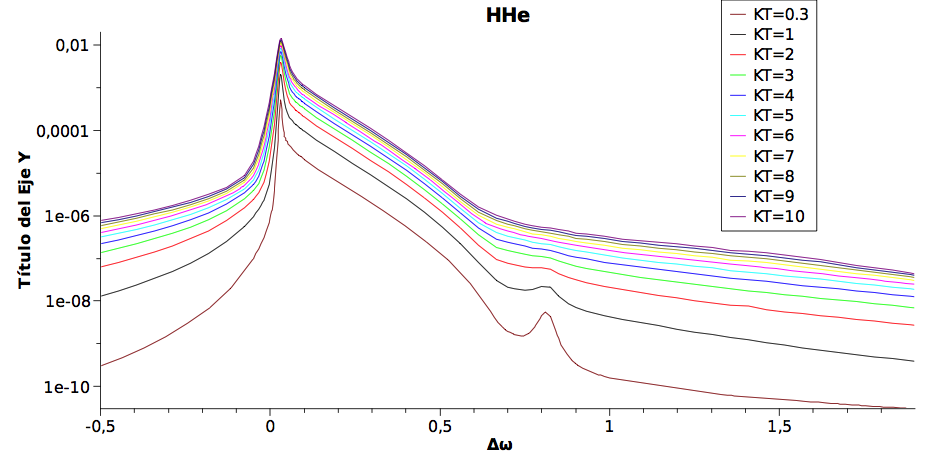 HHe
KT=0.3
KT=1
KT=2
KT=3
KT=4
KT=5
KT=6
KT=7
KT=8
KT=9
KT=10
Título del Eje Y
0,01
0,0001
1e-06
1e-08
1e-10
-0,5
0
0,5
1
1,5
Δω